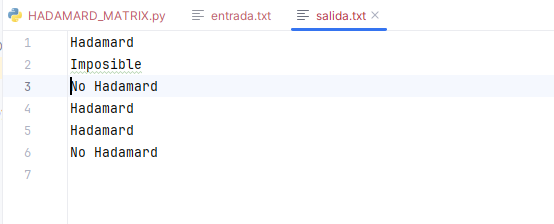 HADAMARD_MATRIX.py entrada.txt salida.txt
1 Hadamard
2 Imposible
3 No Hadamard
4 Hadamard
5 Hadamard
6 No Hadamard
7